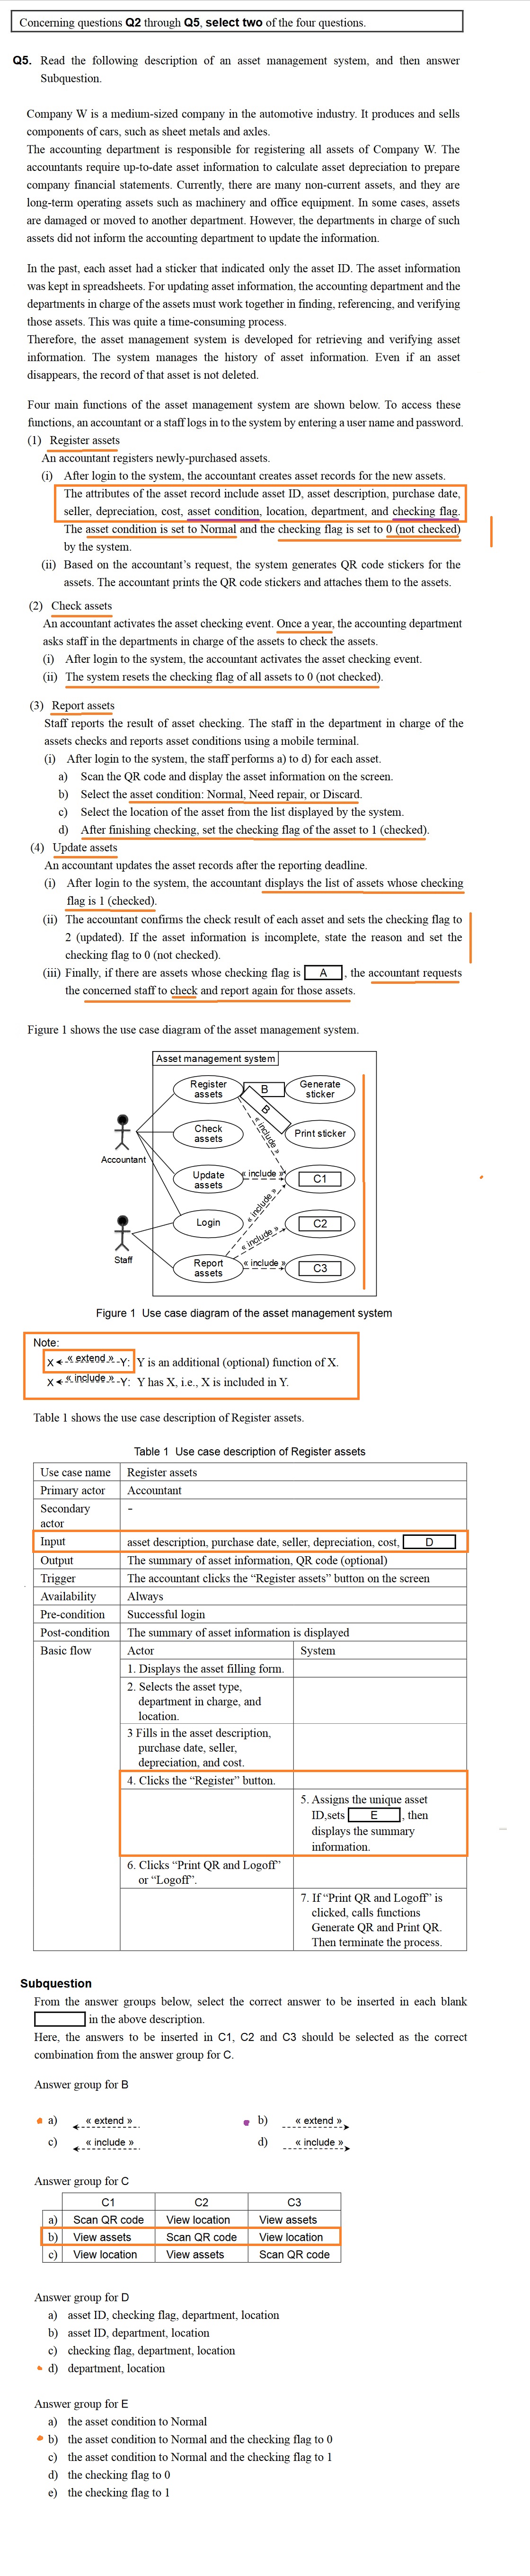 Concerning questions Q2 through Q5, select two of the four questions.
Q5. Read the following description of an asset management system, and then answer
Subquestion.
Company W is a medium-sized company in the automotive industry. It produces and sells
components of cars, such as sheet metals and axles.
The accounting department is responsible for registering all assets of Company W. The
accountants require up-to-date asset information to calculate asset depreciation to prepare
company financial statements. Currently, there are many non-current assets, and they are
long-term operating assets such as machinery and office equipment. In some cases, assets
are damaged or moved to another department. However, the departments in charge of such
assets did not inform the accounting department to update the information.
In the past, each asset had a sticker that indicated only the asset ID. The asset information
was kept in spreadsheets. For updating asset information, the accounting department and the
departments in charge of the assets must work together in finding, referencing, and verifying
those assets. This was quite a time-consuming process.
Therefore, the asset management system is developed for retrieving and verifying asset
information. The system manages the history of asset information. Even if an asset
disappears, the record of that asset is not deleted.
Four main functions of the asset management system are shown below. To access these
functions, an accountant or a staff logs in to the system by entering a user name and password.
(1) Register assets
An accountant registers newly-purchased assets.
(i) After login to the system, the accountant creates asset records for the new assets.
The attributes of the asset record include asset ID, asset description, purchase date,
seller, depreciation, cost, asset condition, location, department, and checking flag.
The asset condition is set to Normal and the checking flag is set to 0 (not checked)
by the system.
(ii) Based on the accountant's request, the system generates QR code stickers for the
assets. The accountant prints the QR code stickers and attaches them to the assets.
(2) Check assets
An accountant activates the asset checking event. Once a year, the accounting department
asks staff in the departments in charge of the assets to check the assets.
(i) After login to the system, the accountant activates the asset checking event.
(ii) The system resets the checking flag of all assets to 0 (not checked).
(3) Report assets
Staff reports the result of asset checking. The staff in the department in charge of the
assets checks and reports asset conditions using a mobile terminal.
(i) After login to the system, the staff performs a) to d) for each asset.
a) Scan the QR code and display the asset information on the screen.
b) Select the asset condition: Normal, Need repair, or Discard.
c) Select the location of the asset from the list displayed by the system.
d) After finishing checking, set the checking flag of the asset to 1 (checked).
(4) Update assets
An accountant updates the asset records after the reporting deadline.
(i) After login to the system, the accountant displays the list of assets whose checking
flag is 1 (checked).
(ii) The accountant confirms the check result of each asset and sets the checking flag to
2 (updated). If the asset information is incomplete, state the reason and set the
checking flag to 0 (not checked).
(iii) Finally, if there are assets whose checking flag is A , the accountant requests
the concerned staff to check and report again for those assets.
Figure 1 shows the use case diagram of the asset management system.
Asset management system
Register assets
B
Generate sticker
B
« include »
Check assets
Print sticker
Accountant
Update assets
« include »
C1
« include »
Login
C2
« include »
Staff
Report assets
« include »
C3
Figure 1 Use case diagram of the asset management system
Note:
X « extend » Y: Y is an additional (optional) function of X.
X « include » Y: Y has X, i.e., X is included in Y.
Table 1 shows the use case description of Register assets.
Table 1 Use case description of Register assets
Use case name Register assets
Primary actor Accountant
Secondary actor –
Input asset description, purchase date, seller, depreciation, cost, D
Output The summary of asset information, QR code (optional)
Trigger The accountant clicks the “Register assets” button on the screen
Availability Always
Pre-condition Successful login
Post-condition The summary of asset information is displayed
Basic flow Actor System
1. Displays the asset filling form.
2. Selects the asset type,
department in charge, and
location.
3 Fills in the asset description,
purchase date, seller,
depreciation, and cost.
4. Clicks the “Register” button.
5. Assigns the unique asset
ID,sets E , then
displays the summary
information.
6. Clicks “Print QR and Logoff”
or “Logoff”.
7. If “Print QR and Logoff” is
clicked, calls functions
Generate QR and Print QR.
Then terminate the process.
Subquestion
From the answer groups below, select the correct answer to be inserted in each blank
in the above description.
Here, the answers to be inserted in C1, C2 and C3 should be selected as the correct
combination from the answer group for C.
Answer group for B
a) « extend » b) « extend »
c) « include » d) « include »
Answer group for C
C1 C2 C3
a) Scan QR code View location View assets
b) View assets Scan QR code View location
c) View location View assets Scan QR code
Answer group for D
a) asset ID, checking flag, department, location
b) asset ID, department, location
c) checking flag, department, location
d) department, location
Answer group for E
a) the asset condition to Normal
b) the asset condition to Normal and the checking flag to 0
c) the asset condition to Normal and the checking flag to 1
d) the checking flag to 0
e) the checking flag to 1